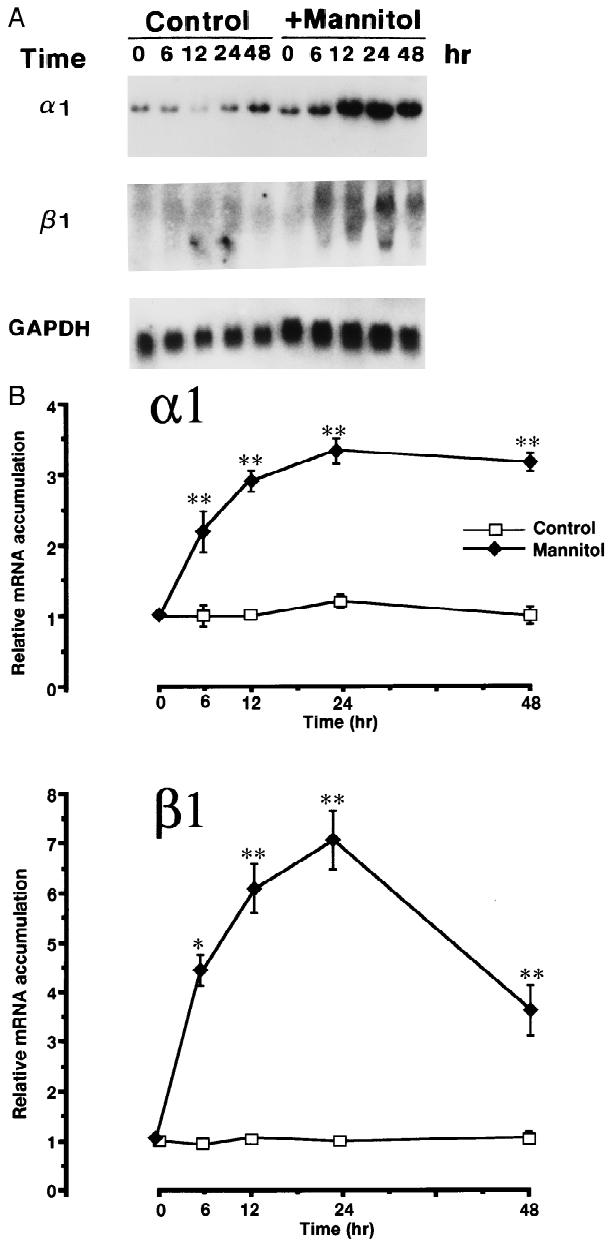 A
Control +Mannitol
Time 0 6 12 24 48 0 6 12 24 48 hr
α1
β1
GAPDH
B
α1
4
3
2
1
0
Relative mRNA accumulation
**
**
**
**
Control
Mannitol
0 6 12 24 48
Time (hr)
β1
8
7
6
5
4
3
2
1
0
Relative mRNA accumulation
*
**
**
**
0 6 12 24 48
Time (hr)